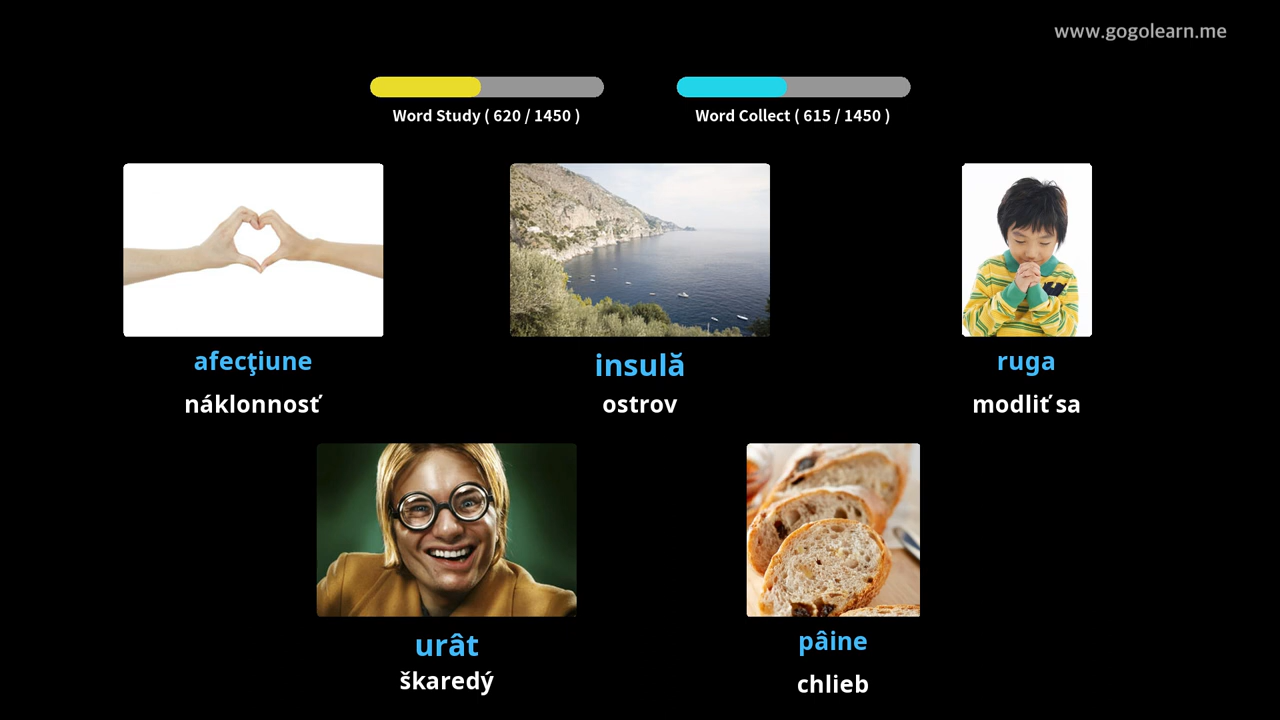 www.gogolearn.me
Word Study ( 620 / 1450 )
Word Collect ( 615 / 1450 )
afecţiune
náklonnosť
insulă
ostrov
ruga
modliť sa
urât
škaredý
pâine
chlieb